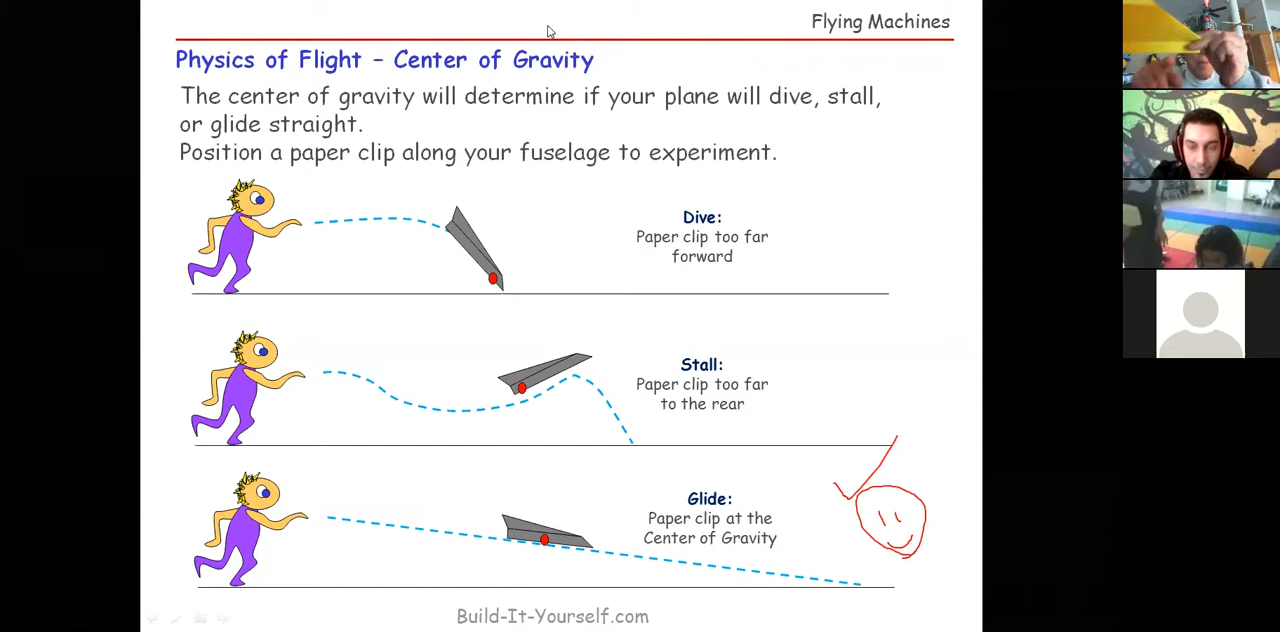 Flying Machines
Physics of Flight – Center of Gravity
The center of gravity will determine if your plane will dive, stall,
or glide straight.
Position a paper clip along your fuselage to experiment.
Dive:
Paper clip too far
forward
Stall:
Paper clip too far
to the rear
Glide:
Paper clip at the
Center of Gravity
Build-It-Yourself.com